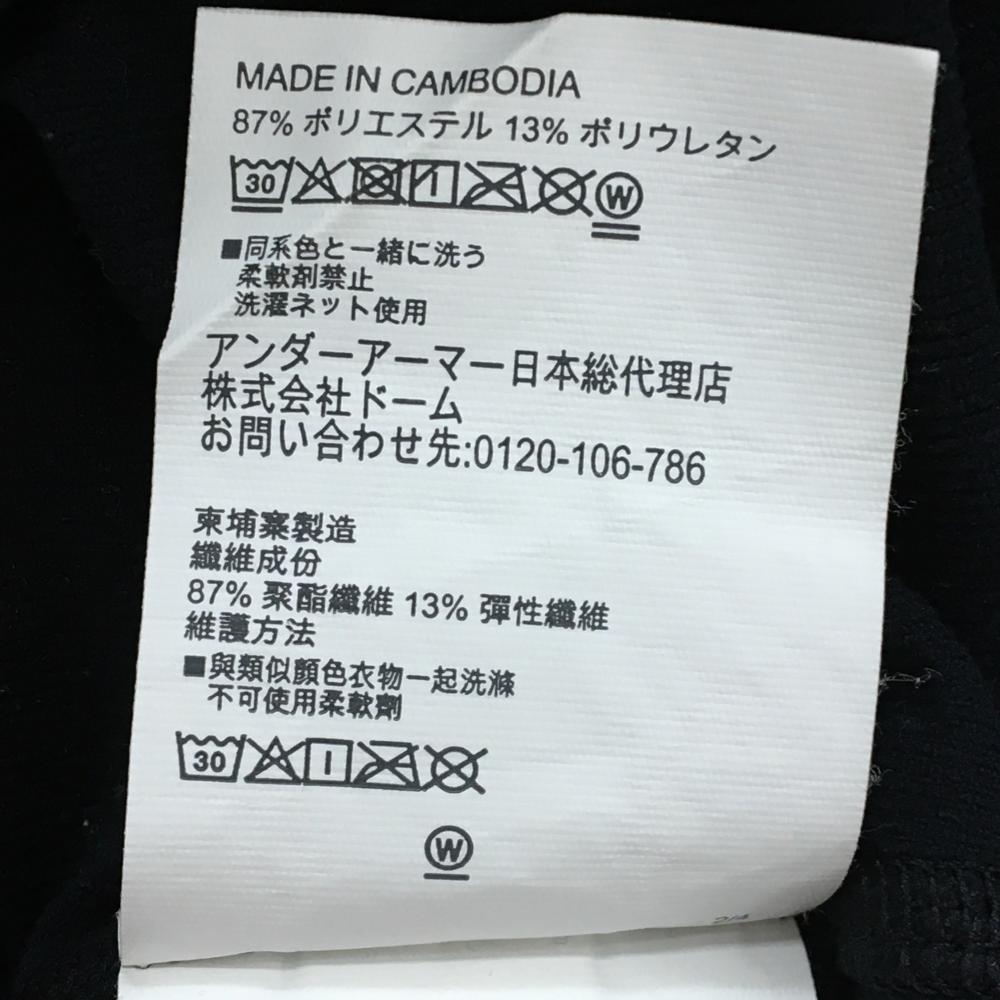 MADE IN CAMBODIA
87% ポリエステル 13% ポリウレタン
30 W
■同系色と一緒に洗う
柔軟剤禁止
洗濯ネット使用
アンダーアーマー日本総代理店
株式会社ドーム
お問い合わせ先:0120-106-786
柬埔寨製造
纖維成份
87% 聚酯纖維 13% 彈性纖維
維護方法
■與類似顏色衣物一起洗滌
不可使用柔軟劑
30
W